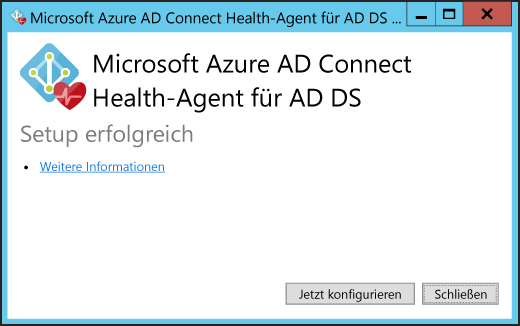 Microsoft Azure AD Connect Health-Agent für AD DS ...
Microsoft Azure AD Connect
Health-Agent für AD DS
Setup erfolgreich
• Weitere Informationen
Jetzt konfigurieren
Schließen